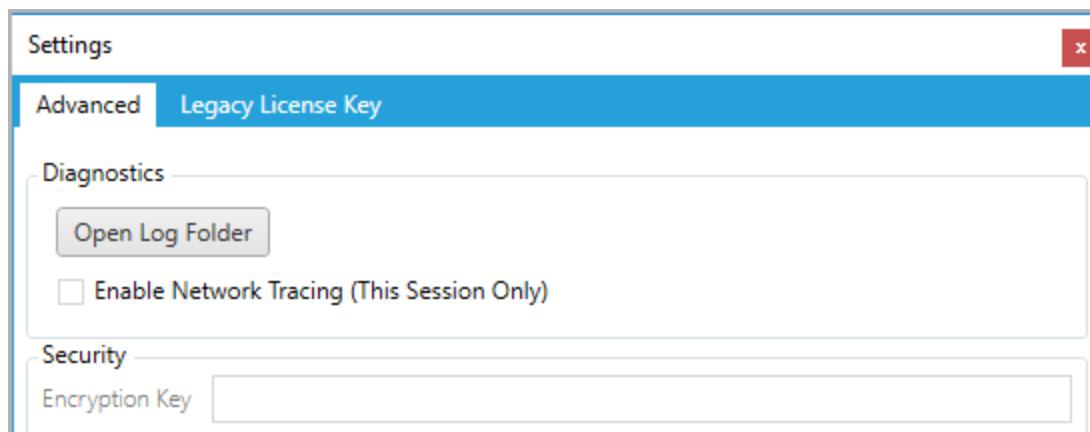 Settings
x
Advanced Legacy License Key
Diagnostics
Open Log Folder
Enable Network Tracing (This Session Only)
Security
Encryption Key